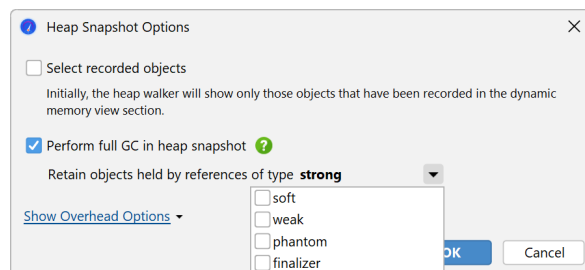 Heap Snapshot Options
Select recorded objects
Initially, the heap walker will show only those objects that have been recorded in the dynamic
memory view section.
Perform full GC in heap snapshot
Retain objects held by references of type strong
soft
Show Overhead Options
weak
phantom
OK Cancel
finalizer